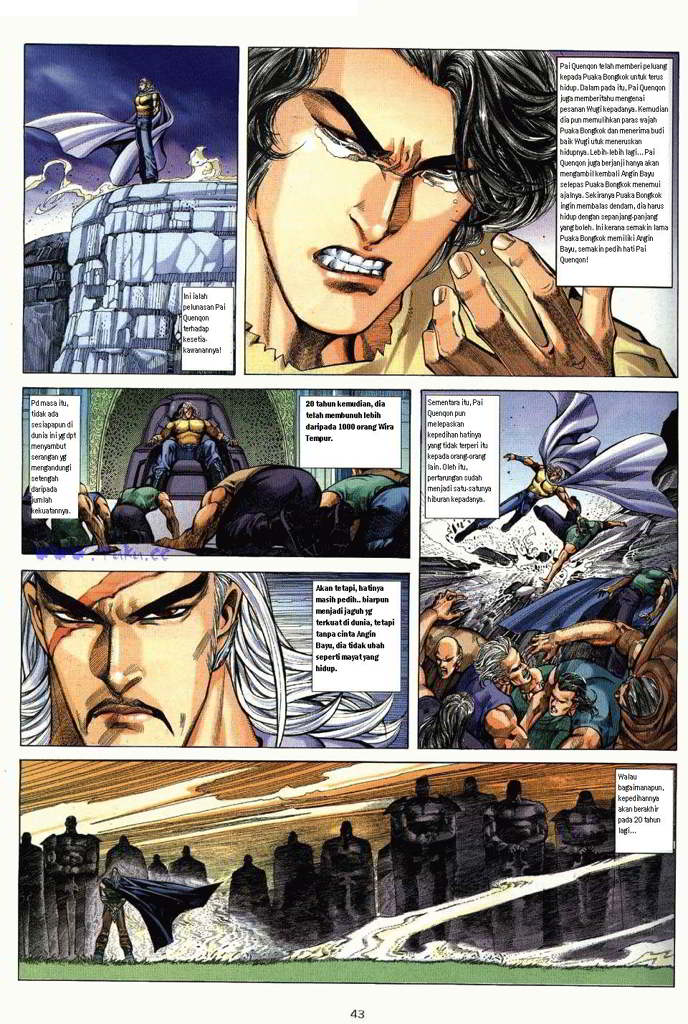 Ini ialah
pelunasan Pai
Quenqon
terhadap
kesetia-
kawanannya!
Pai Quenqon telah memberi peluang
kepada Puaka Bongkok untuk terus
hidup. Dalam pada itu, Pai Quenqon
juga memberitahu mengenai
pesanan Wugi kepadanya. Kemudian
dia pun memulihkan paras wajah
Puaka Bongkok dan menerima budi
baik Wugi utuk meneruskan
hidupnya. Lebih-lebih lagi... Pai
Quenqon juga berjanji hanya akan
mengambil kembali Angin Bayu
selepas Puaka Bongkok menemui
ajalnya. Sekiranya Puaka Bongkok
ingin membalas dendam, dia harus
hidup dengan sepanjang-panjang
yang boleh. Ini kerana semakin lama
Puaka Bongkok memiliki Angin
Bayu, semakin pedih hati Pai
Quenqon!
Pd masa itu,
tidak ada
sesiapapun di
dunia ini yg dpt
menyambut
serangan yg
mengandungi
setengah
daripada
jumlah
kekuatannya.
20 tahun kemudian, dia
telah membunuh lebih
daripada 1000 orang Wira
Tempur.
Sementara itu, Pai
Quenqon pun
melepaskan
kepedihan hatinya
yang tidak terperi itu
kepada orang-orang
lain. Oleh itu,
pertarungan sudah
menjadi satu-satunya
hiburan kepadanya.
Akan tetapi, hatinya
masih pedih.. biarpun
menjadi jaguh yg
terkuat di dunia, tetapi
tanpa cinta Angin
Bayu, dia tidak ubah
seperti mayat yang
hidup.
Walau
bagaimanapun,
kepedihannya
akan berakhir
pada 20 tahun
lagi...
43